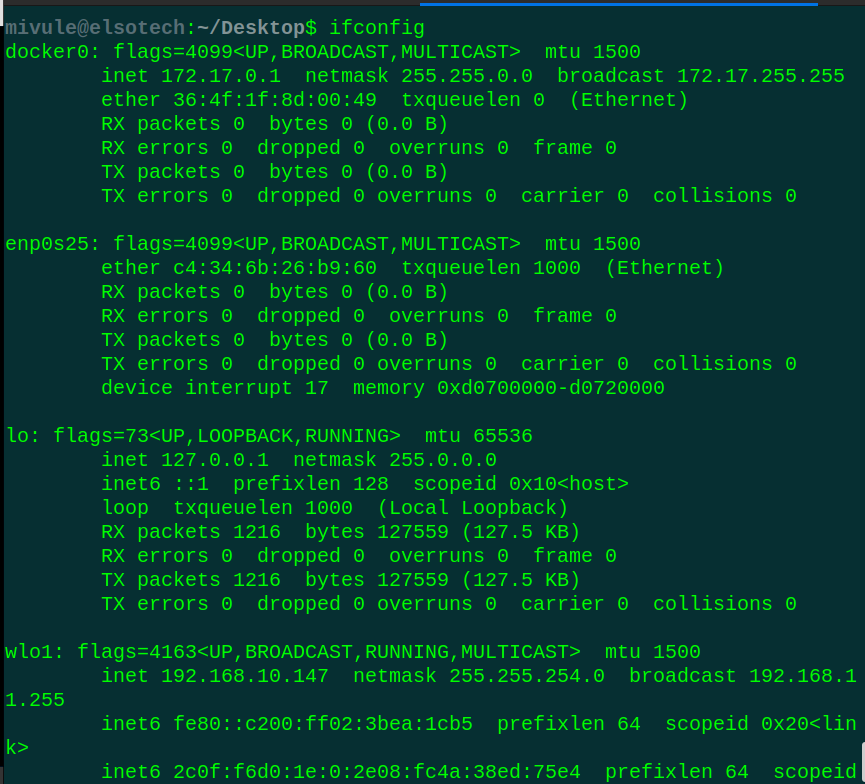 mivule@elsotech:~/Desktop$ ifconfig
docker0: flags=4099<UP,BROADCAST,MULTICAST>  mtu 1500
        inet 172.17.0.1  netmask 255.255.0.0  broadcast 172.17.255.255
        ether 36:4f:1f:8d:00:49  txqueuelen 0  (Ethernet)
        RX packets 0  bytes 0 (0.0 B)
        RX errors 0  dropped 0  overruns 0  frame 0
        TX packets 0  bytes 0 (0.0 B)
        TX errors 0  dropped 0 overruns 0  carrier 0  collisions 0

enp0s25: flags=4099<UP,BROADCAST,MULTICAST>  mtu 1500
        ether c4:34:6b:26:b9:60  txqueuelen 1000  (Ethernet)
        RX packets 0  bytes 0 (0.0 B)
        RX errors 0  dropped 0  overruns 0  frame 0
        TX packets 0  bytes 0 (0.0 B)
        TX errors 0  dropped 0 overruns 0  carrier 0  collisions 0
        device interrupt 17  memory 0xd0700000-d0720000

lo: flags=73<UP,LOOPBACK,RUNNING>  mtu 65536
        inet 127.0.0.1  netmask 255.0.0.0
        inet6 ::1  prefixlen 128  scopeid 0x10<host>
        loop  txqueuelen 1000  (Local Loopback)
        RX packets 1216  bytes 127559 (127.5 KB)
        RX errors 0  dropped 0  overruns 0  frame 0
        TX packets 1216  bytes 127559 (127.5 KB)
        TX errors 0  dropped 0 overruns 0  carrier 0  collisions 0

wlo1: flags=4163<UP,BROADCAST,RUNNING,MULTICAST>  mtu 1500
        inet 192.168.10.147  netmask 255.255.254.0  broadcast 192.168.1
1.255
        inet6 fe80::c200:ff02:3bea:1cb5  prefixlen 64  scopeid 0x20<lin
k>
        inet6 2c0f:f6d0:1e:0:2e08:fc4a:38ed:75e4  prefixlen 64  scopeid